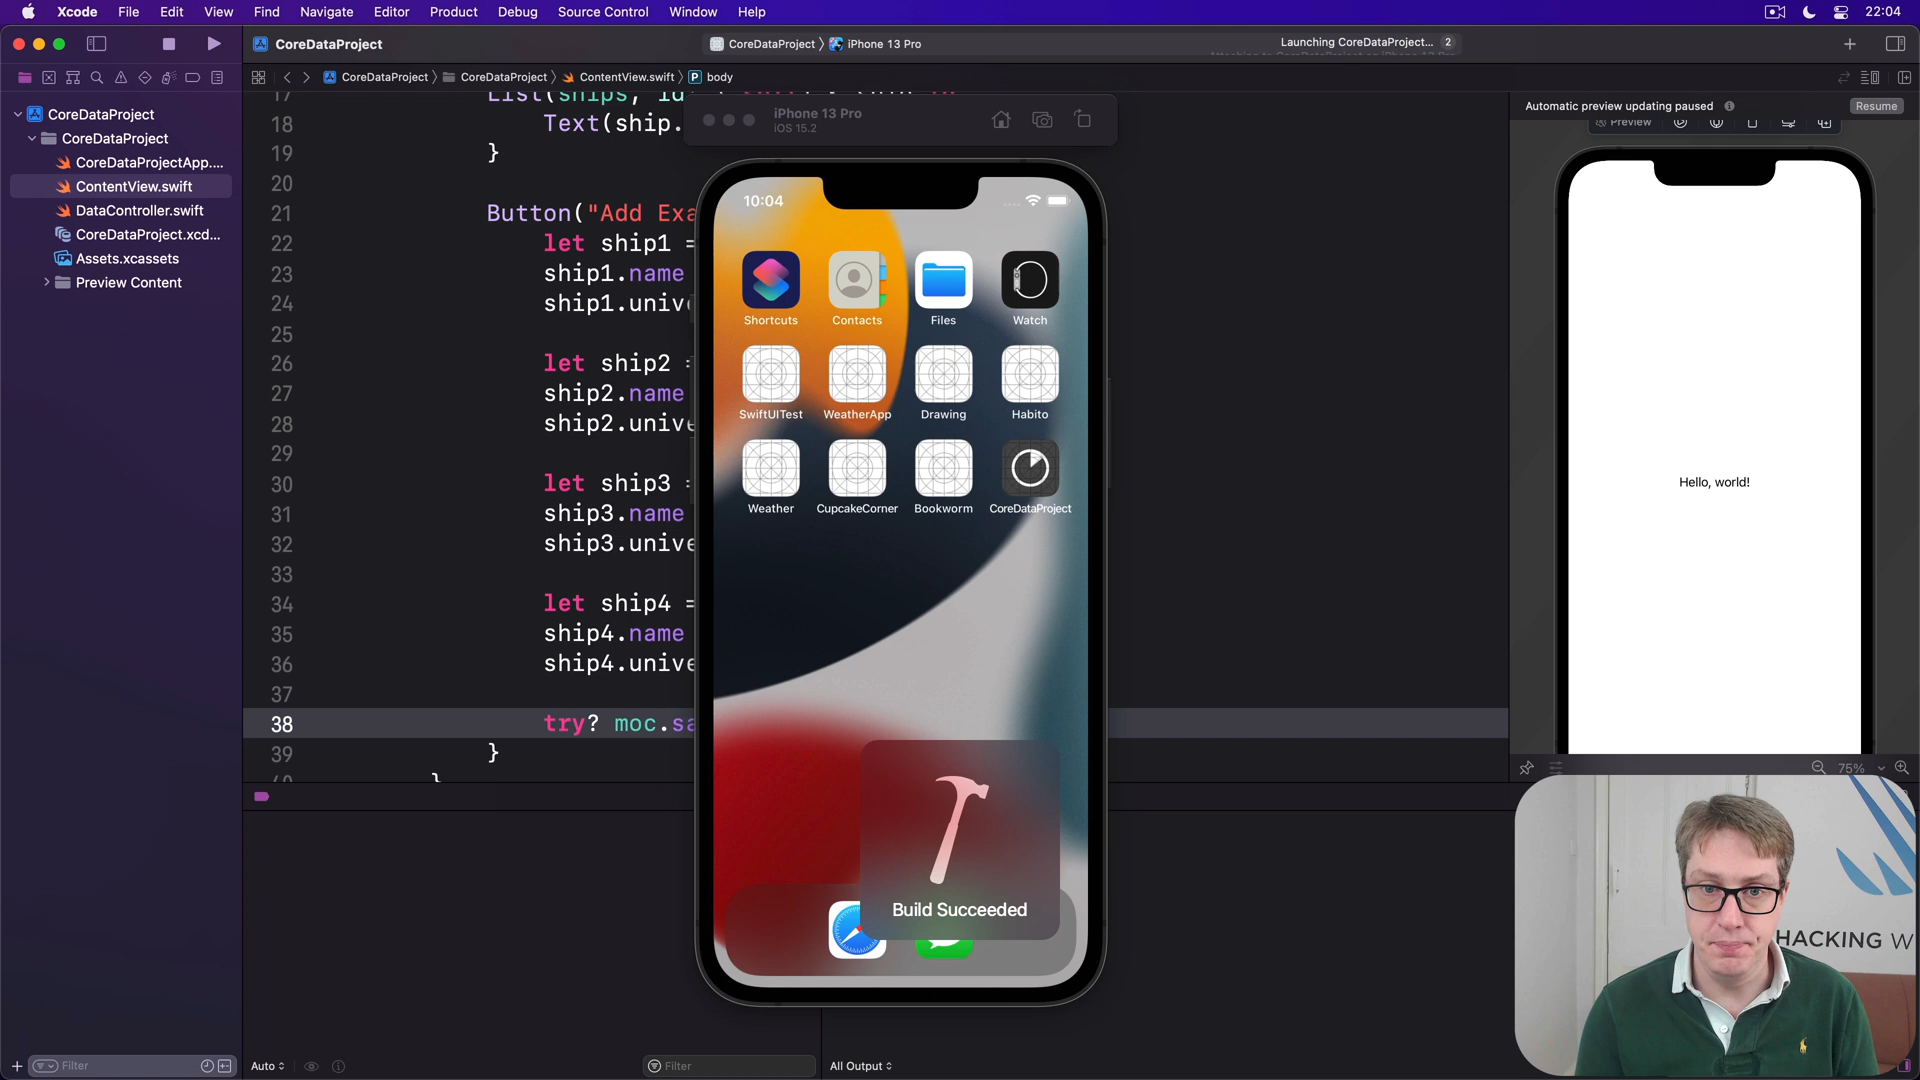 Xcode File Edit View Find Navigate Editor Product Debug Source Control Window Help 22:04
CoreDataProject
CoreDataProject iPhone 13 Pro
Launching CoreDataProject... 2
CoreDataProject CoreDataProject ContentView.swift P body
Automatic preview updating paused Resume
Preview
CoreDataProject
CoreDataProject
CoreDataProjectApp....
ContentView.swift
DataController.swift
CoreDataProject.xcd...
Assets.xcassets
Preview Content
17 List(ships, id
18 Text(ship.
19 }
20
21 Button("Add Exa
22 let ship1 =
23 ship1.name
24 ship1.unive
25
26 let ship2 =
27 ship2.name
28 ship2.unive
29
30 let ship3 =
31 ship3.name
32 ship3.unive
33
34 let ship4 =
35 ship4.name
36 ship4.unive
37
38 try? moc.sa
39 }
40 }
iPhone 13 Pro
iOS 15.2
10:04
Shortcuts Contacts Files Watch
SwiftUITest WeatherApp Drawing Habito
Weather CupcakeCorner Bookworm CoreDataProject
Build Succeeded
Hello, world!
75%
HACKING W
Filter
Auto
Filter
All Output